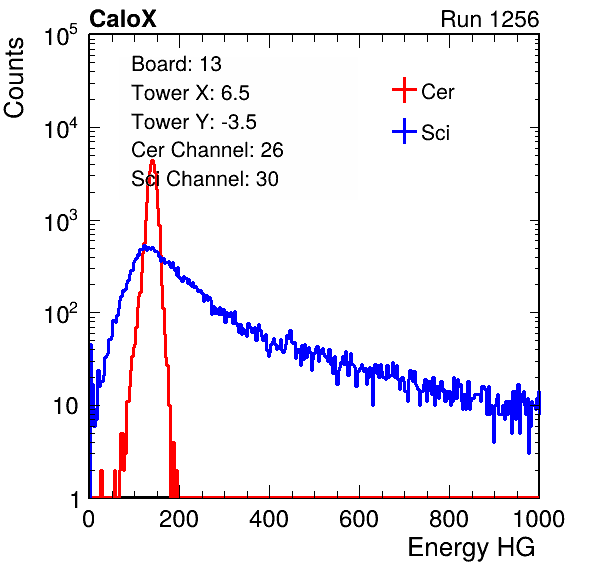 CaloX Run 1256
Counts
10^5
10^4
10^3
10^2
10
1
Board: 13
Tower X: 6.5
Tower Y: -3.5
Cer Channel: 26
Sci Channel: 30
Cer
Sci
0 200 400 600 800 1000
Energy HG